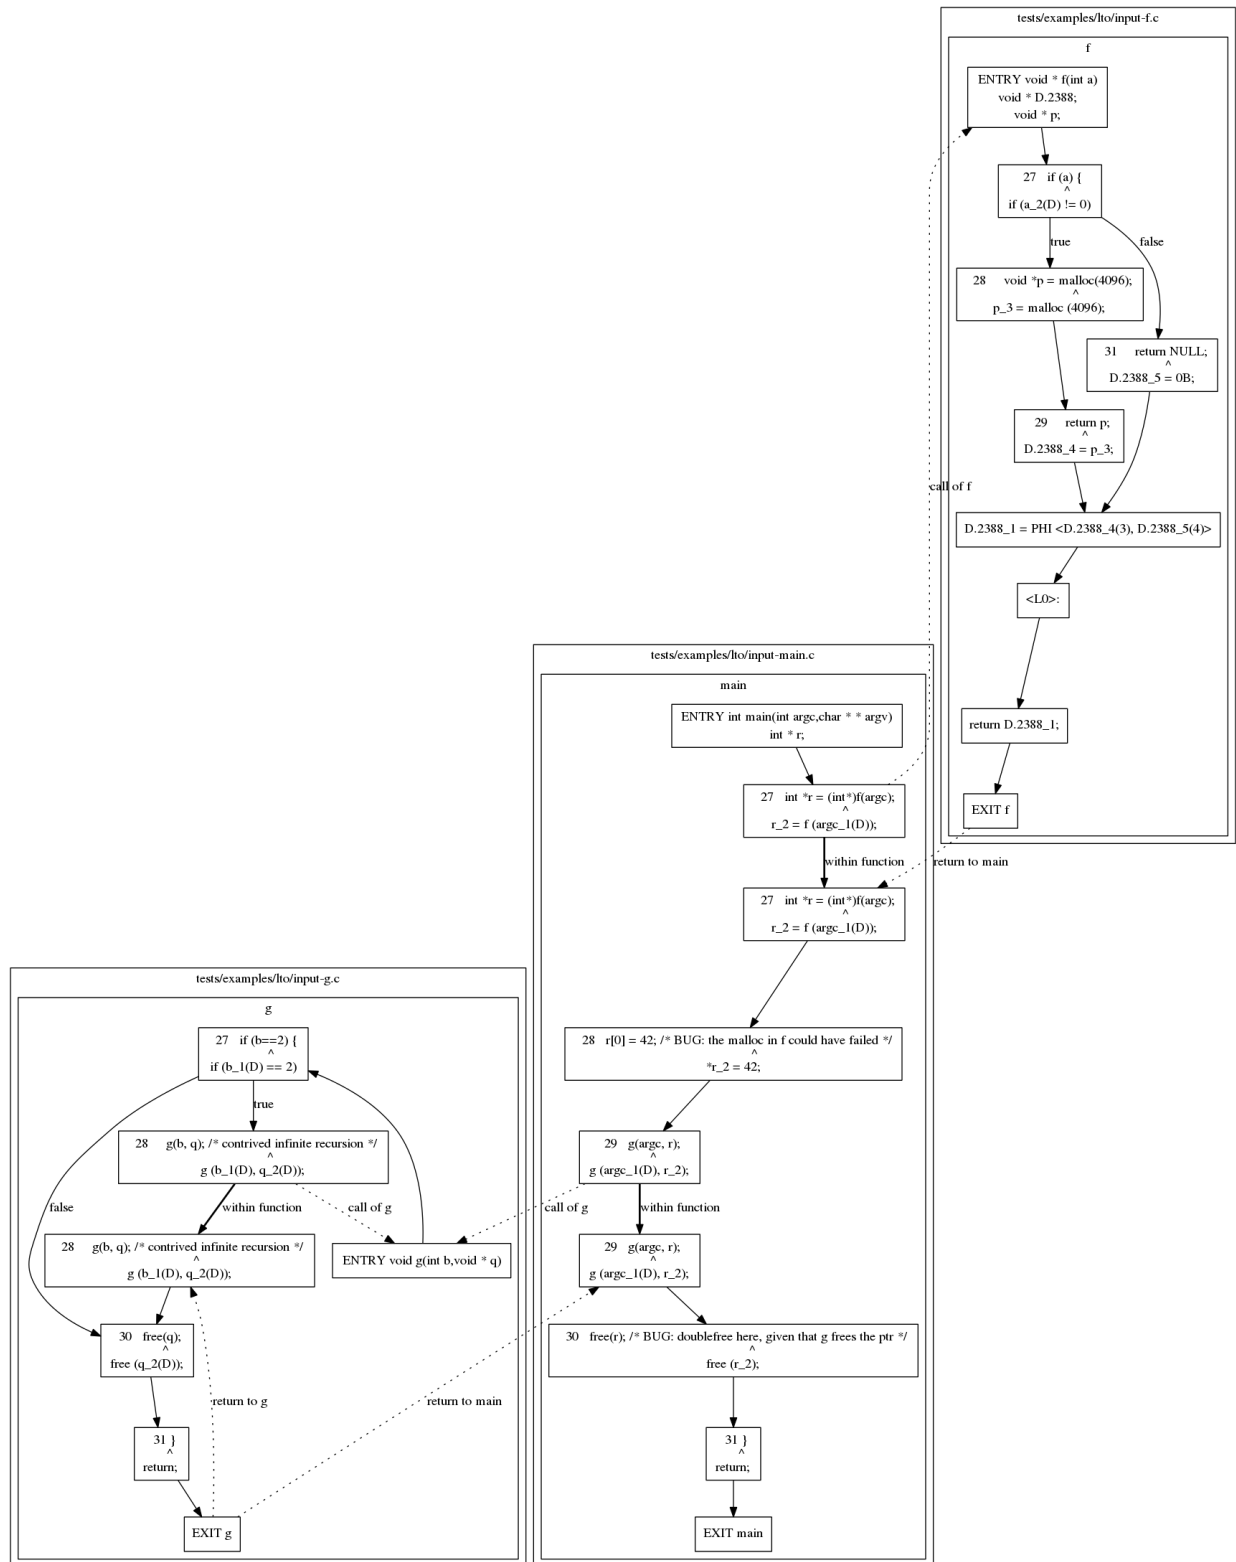 tests/examples/lto/input-f.c
f
ENTRY void * f(int a)
void * D.2388;
void * p;
27   if (a) {
^
if (a_2(D) != 0)
true
false
28     void *p = malloc(4096);
^
p_3 = malloc (4096);
31     return NULL;
^
D.2388_5 = 0B;
29     return p;
^
D.2388_4 = p_3;
call of f
D.2388_1 = PHI <D.2388_4(3), D.2388_5(4)>
<L0>:
return D.2388_1;
EXIT f
return to main
tests/examples/lto/input-main.c
main
ENTRY int main(int argc,char * * argv)
int * r;
27   int *r = (int*)f(argc);
^
r_2 = f (argc_1(D));
within function
27   int *r = (int*)f(argc);
^
r_2 = f (argc_1(D));
28   r[0] = 42; /* BUG: the malloc in f could have failed */
^
*r_2 = 42;
29   g(argc, r);
^
g (argc_1(D), r_2);
call of g
within function
29   g(argc, r);
^
g (argc_1(D), r_2);
30   free(r); /* BUG: doublefree here, given that g frees the ptr */
^
free (r_2);
31 }
^
return;
EXIT main
tests/examples/lto/input-g.c
g
27   if (b==2) {
^
if (b_1(D) == 2)
true
false
28     g(b, q); /* contrived infinite recursion */
^
g (b_1(D), q_2(D));
within function
call of g
28     g(b, q); /* contrived infinite recursion */
^
g (b_1(D), q_2(D));
ENTRY void g(int b,void * q)
30   free(q);
^
free (q_2(D));
return to g
return to main
31 }
^
return;
EXIT g